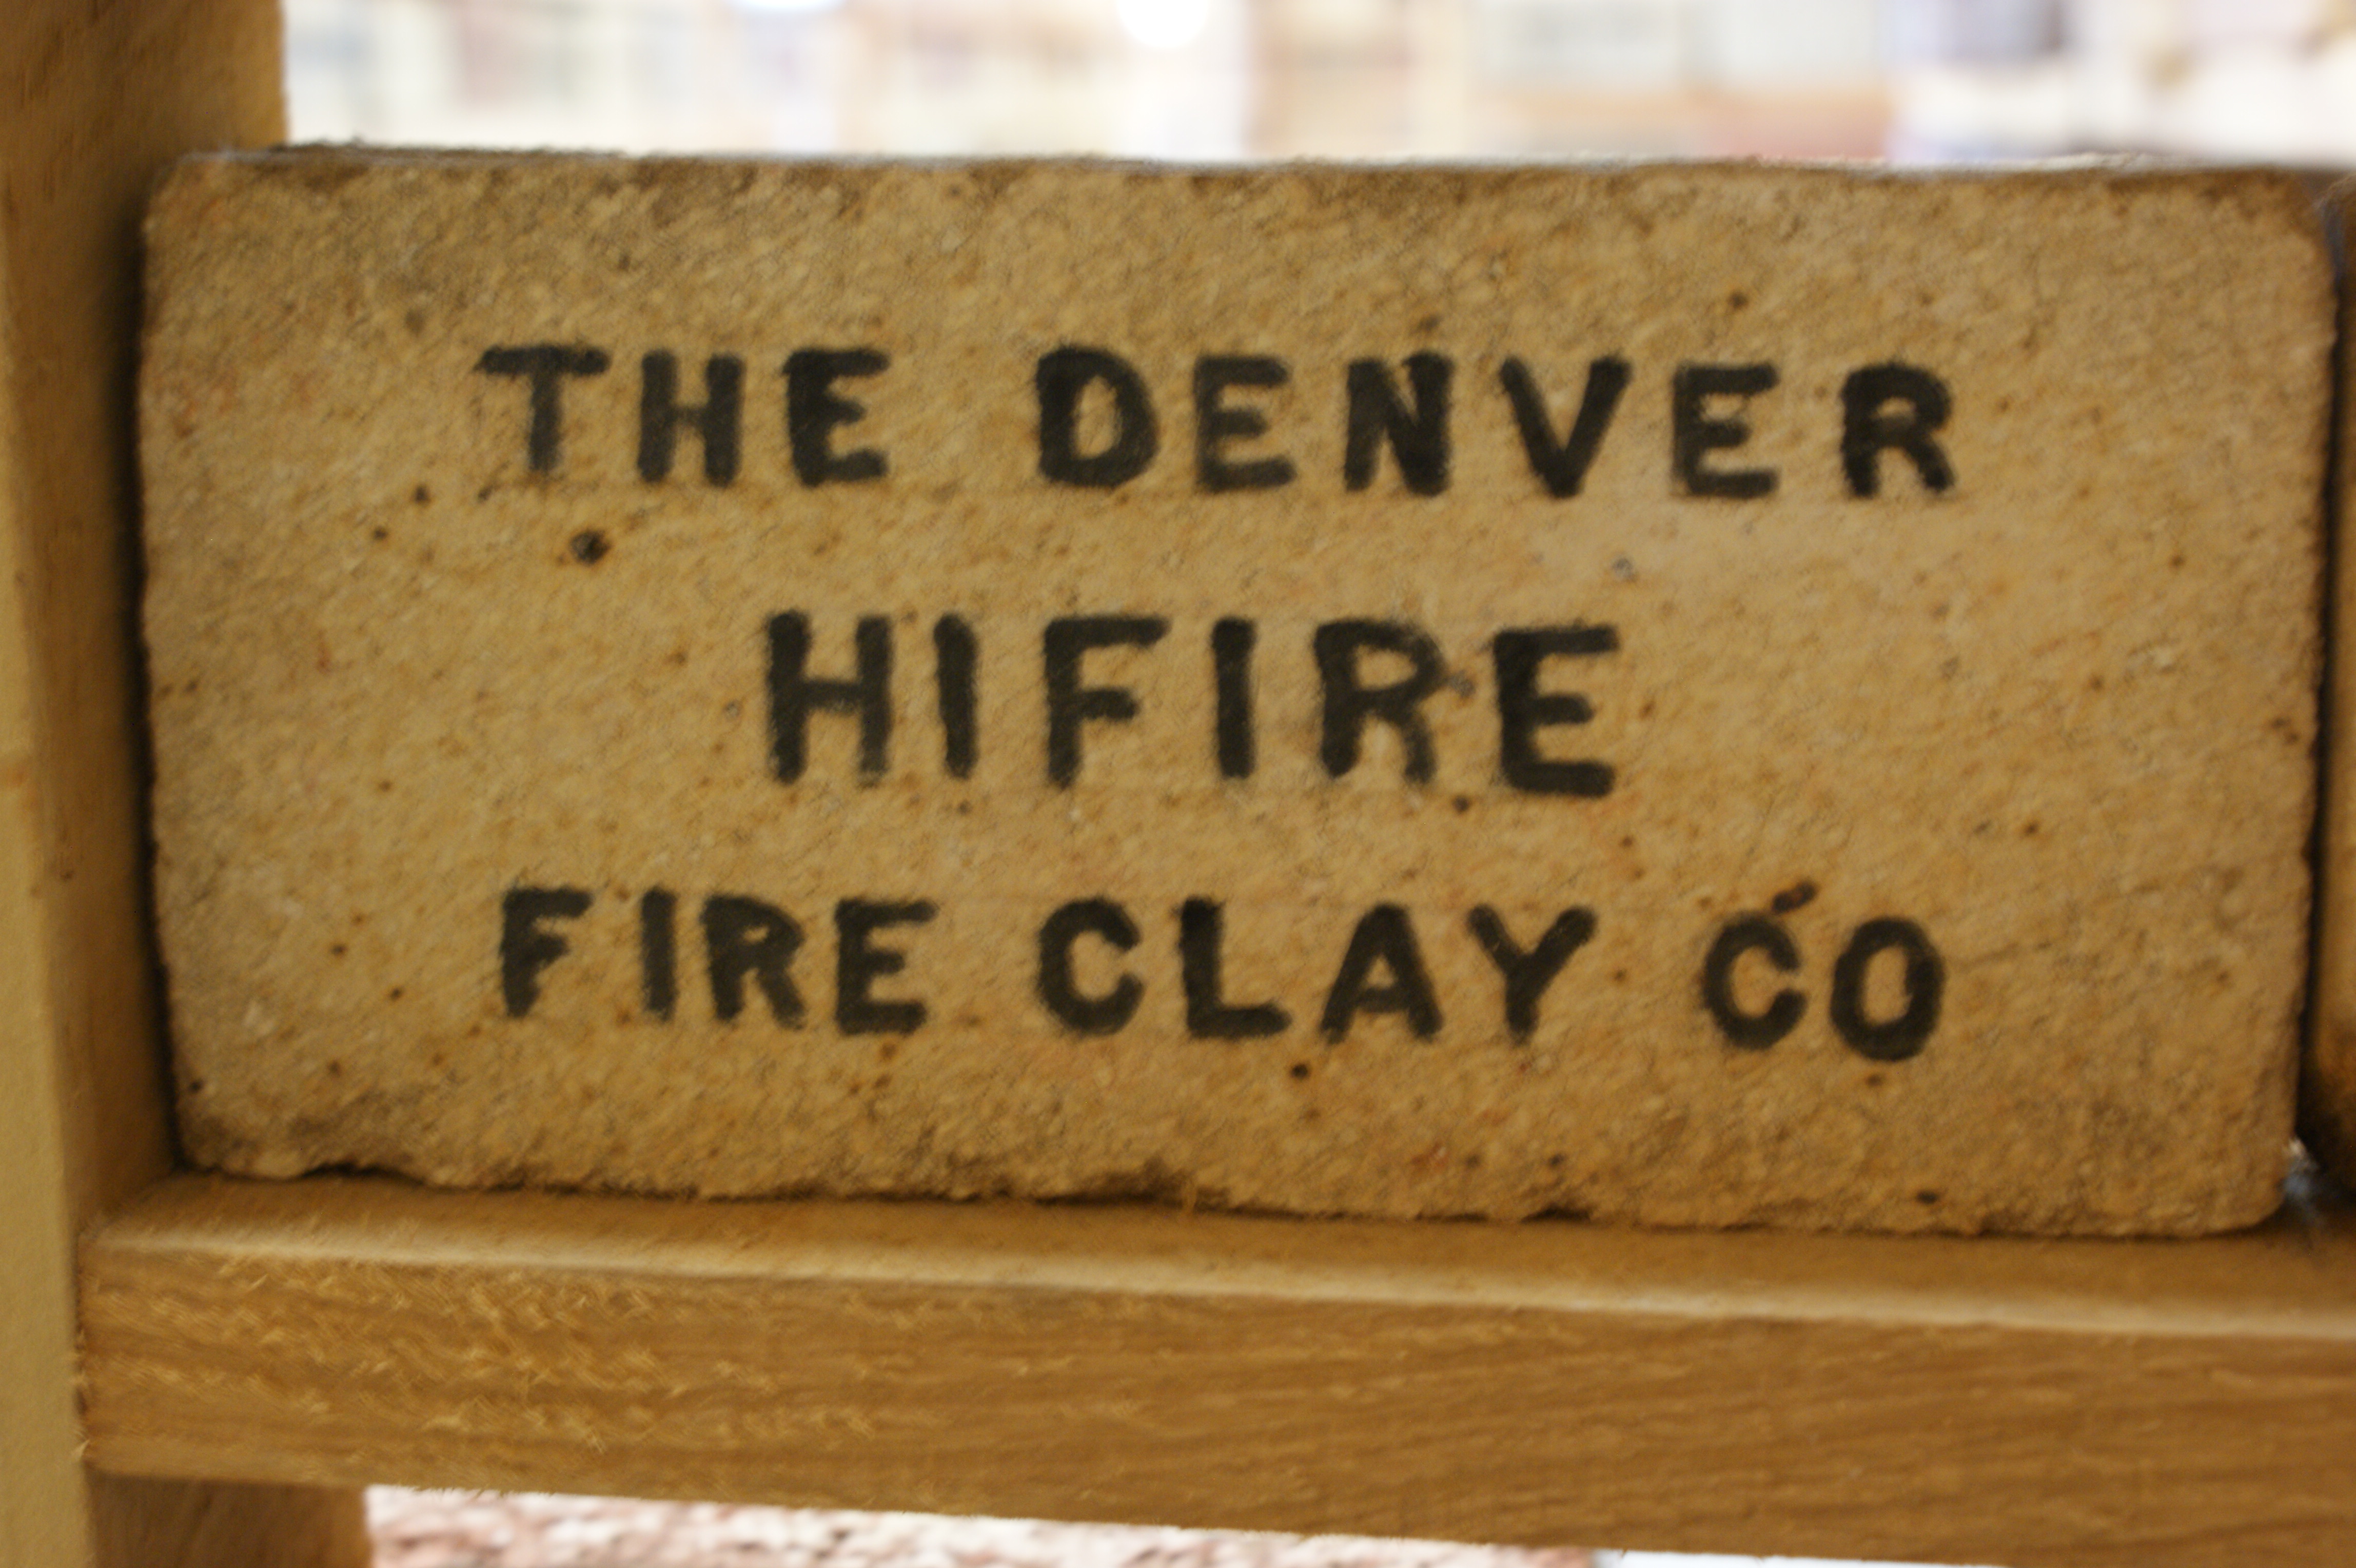 THE DENVER
HIFIRE
FIRE CLAY CO